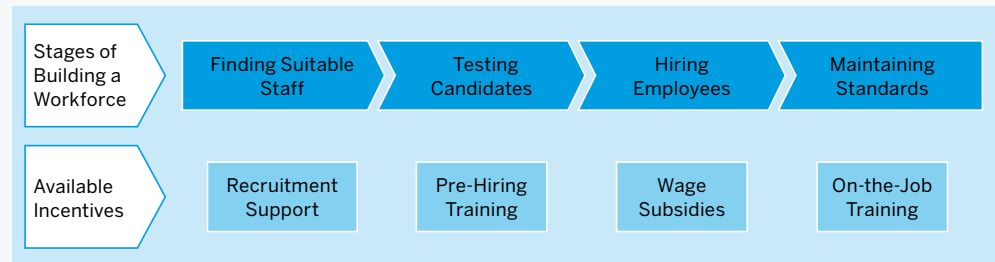 Stages of
Building a
Workforce
Finding Suitable
Staff
Testing
Candidates
Hiring
Employees
Maintaining
Standards
Available
Incentives
Recruitment
Support
Pre-Hiring
Training
Wage
Subsidies
On-the-Job
Training